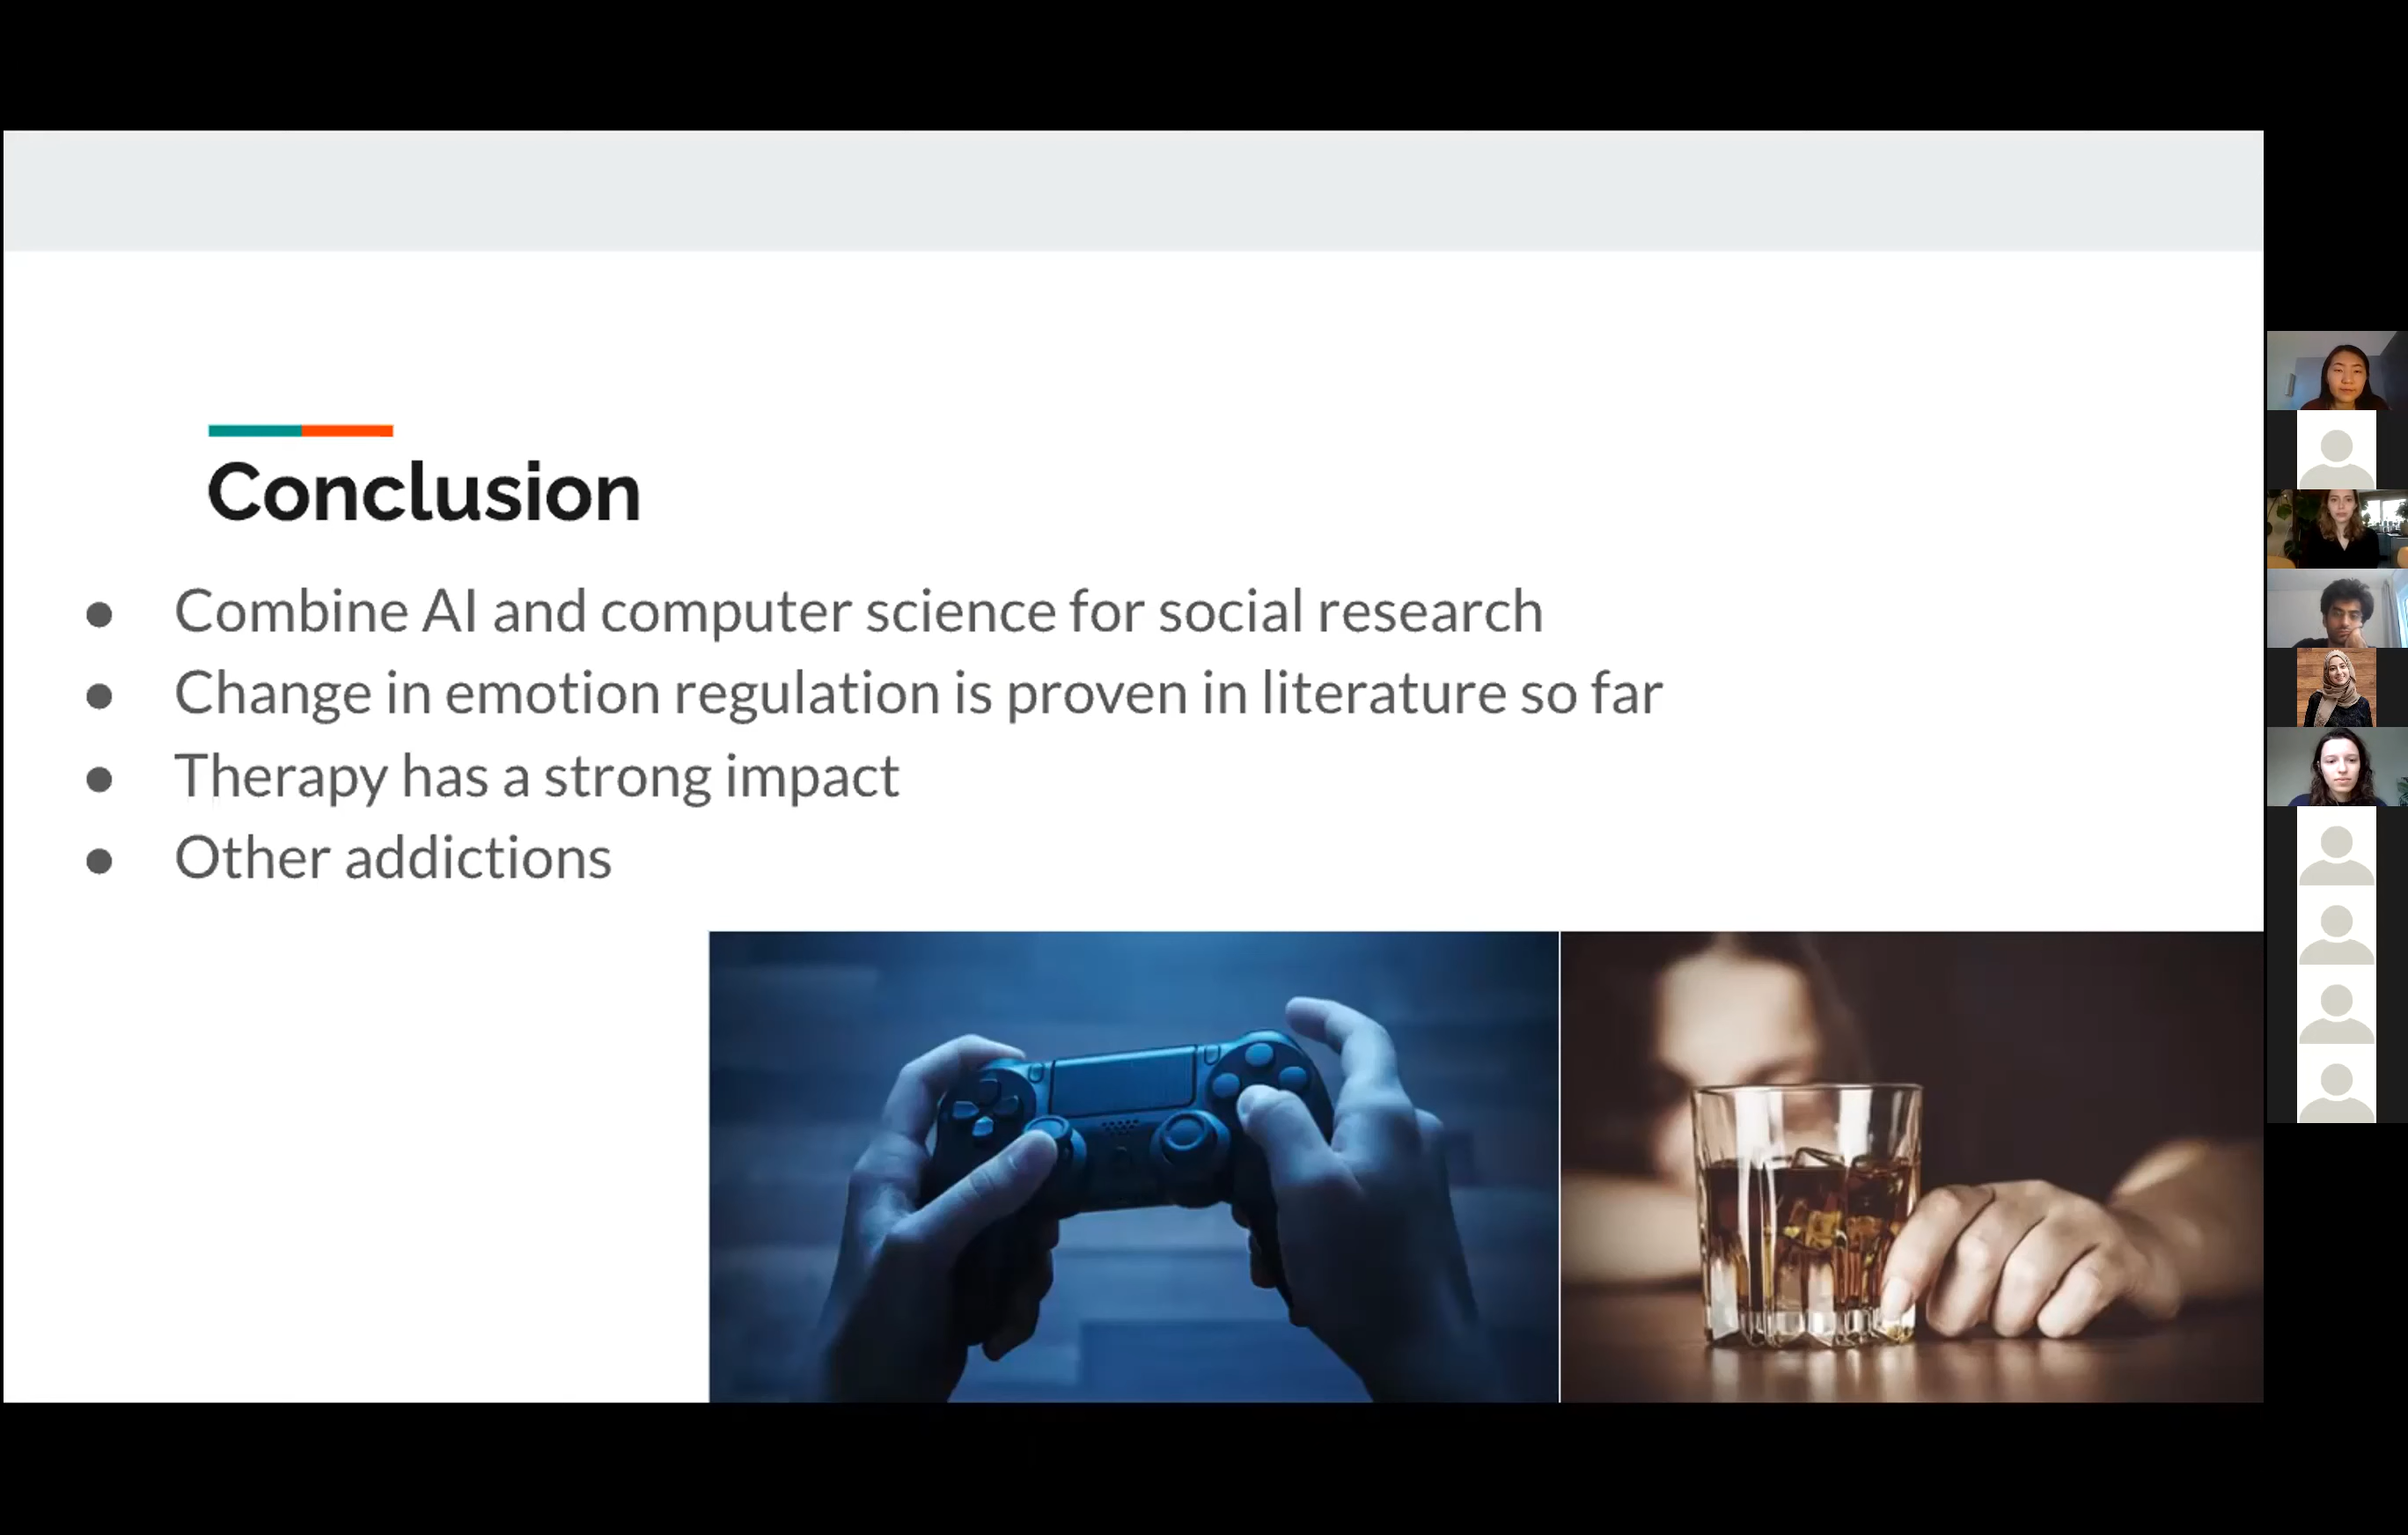 Conclusion
● Combine AI and computer science for social research
● Change in emotion regulation is proven in literature so far
● Therapy has a strong impact
● Other addictions